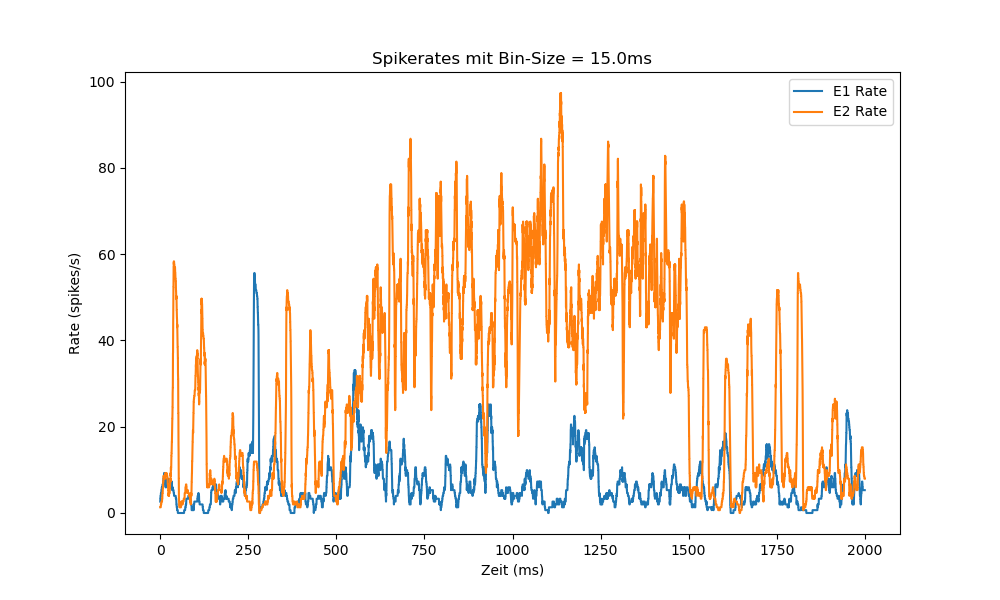 Spikerates mit Bin-Size = 15.0ms
E1 Rate
E2 Rate
100
80
60
40
20
0
Rate (spikes/s)
0 250 500 750 1000 1250 1500 1750 2000
Zeit (ms)